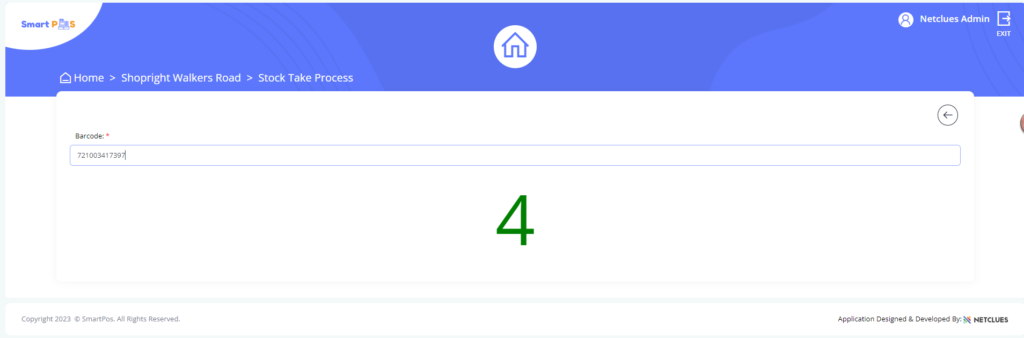 Smart POS
Netclues Admin
EXIT
Home > Shopright Walkers Road > Stock Take Process
Barcode: *
721003417397
4
Copyright 2023 © SmartPos. All Rights Reserved.
Application Designed & Developed By: NETCLUES